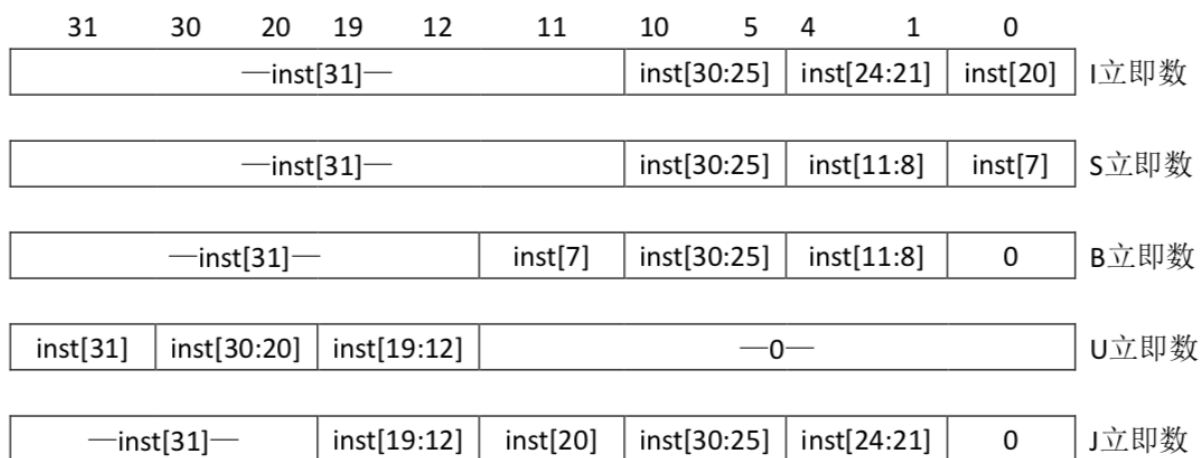 31 30 20 19 12 11 10 5 4 1 0
—inst[31]— inst[30:25] inst[24:21] inst[20] I立即数
—inst[31]— inst[30:25] inst[11:8] inst[7] S立即数
—inst[31]— inst[7] inst[30:25] inst[11:8] 0 B立即数
inst[31] inst[30:20] inst[19:12] —0— U立即数
—inst[31]— inst[19:12] inst[20] inst[30:25] inst[24:21] 0 J立即数